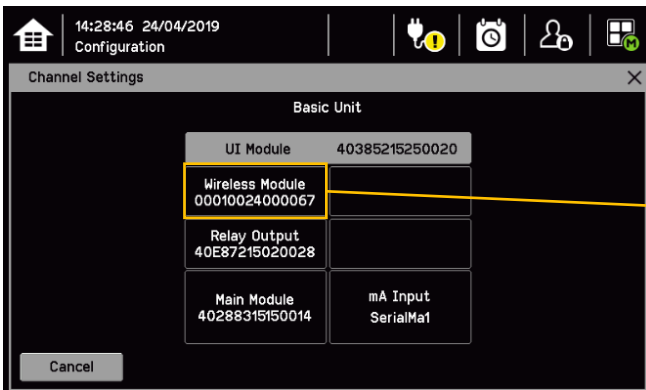 14:28:46 24/04/2019
Configuration
M
Channel Settings
Basic Unit
UI Module 40385215250020
Wireless Module
00010024000067
Relay Output
40E87215020028
Main Module
40288315150014
mA Input
SerialMa1
Cancel